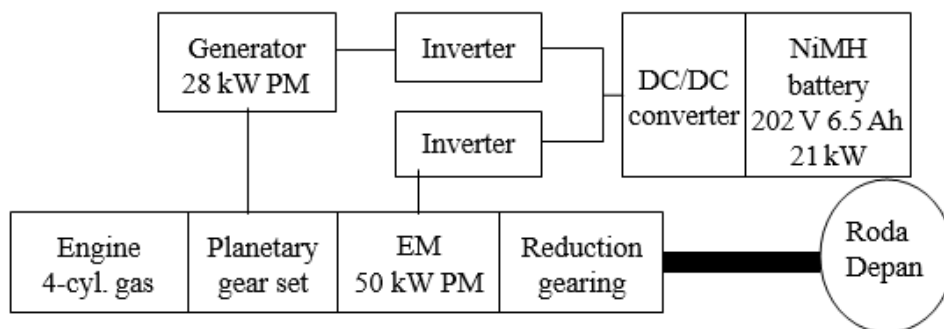 Generator
28 kW PM
Inverter
Inverter
DC/DC
converter
NiMH
battery
202 V 6.5 Ah
21 kW
Engine
4-cyl. gas
Planetary
gear set
EM
50 kW PM
Reduction
gearing
Roda
Depan